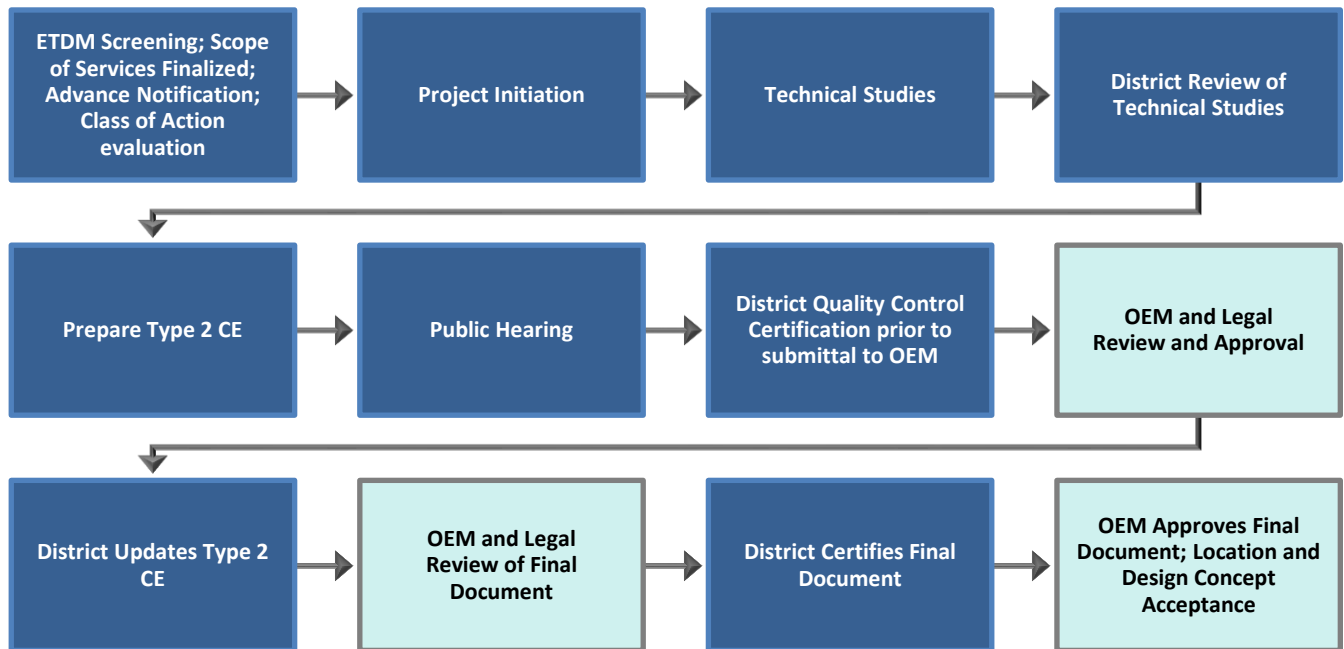 ETDM Screening; Scope
of Services Finalized;
Advance Notification;
Class of Action
evaluation
Project Initiation
Technical Studies
District Review of
Technical Studies
Prepare Type 2 CE
Public Hearing
District Quality Control
Certification prior to
submittal to OEM
OEM and Legal
Review and Approval
District Updates Type 2
CE
OEM and Legal
Review of Final
Document
District Certifies Final
Document
OEM Approves Final
Document; Location and
Design Concept
Acceptance